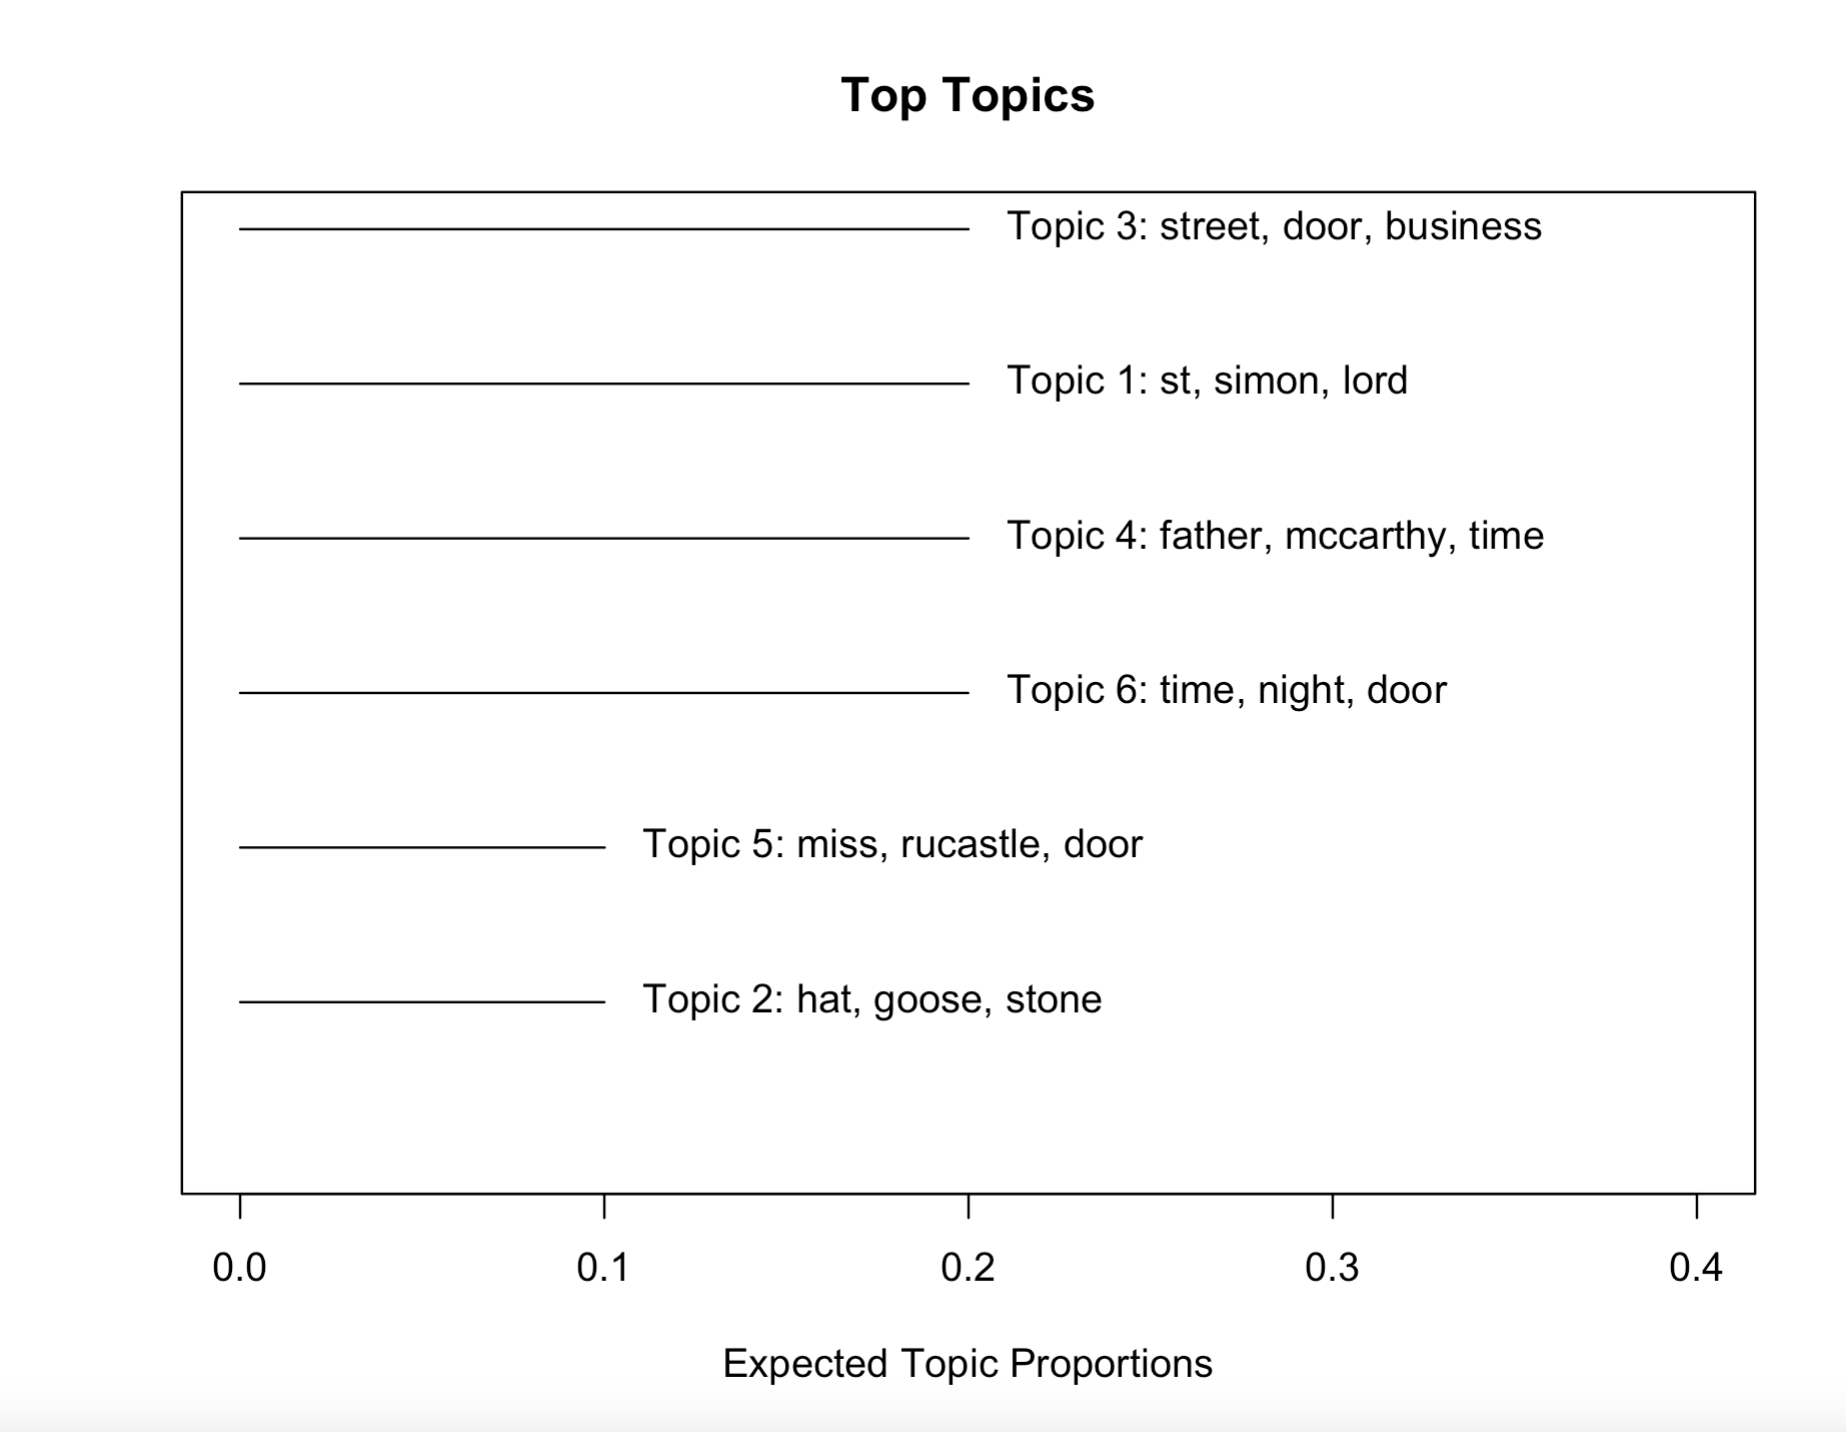 Top Topics
Topic 3: street, door, business
Topic 1: st, simon, lord
Topic 4: father, mccarthy, time
Topic 6: time, night, door
Topic 5: miss, rucastle, door
Topic 2: hat, goose, stone
0.0 0.1 0.2 0.3 0.4
Expected Topic Proportions